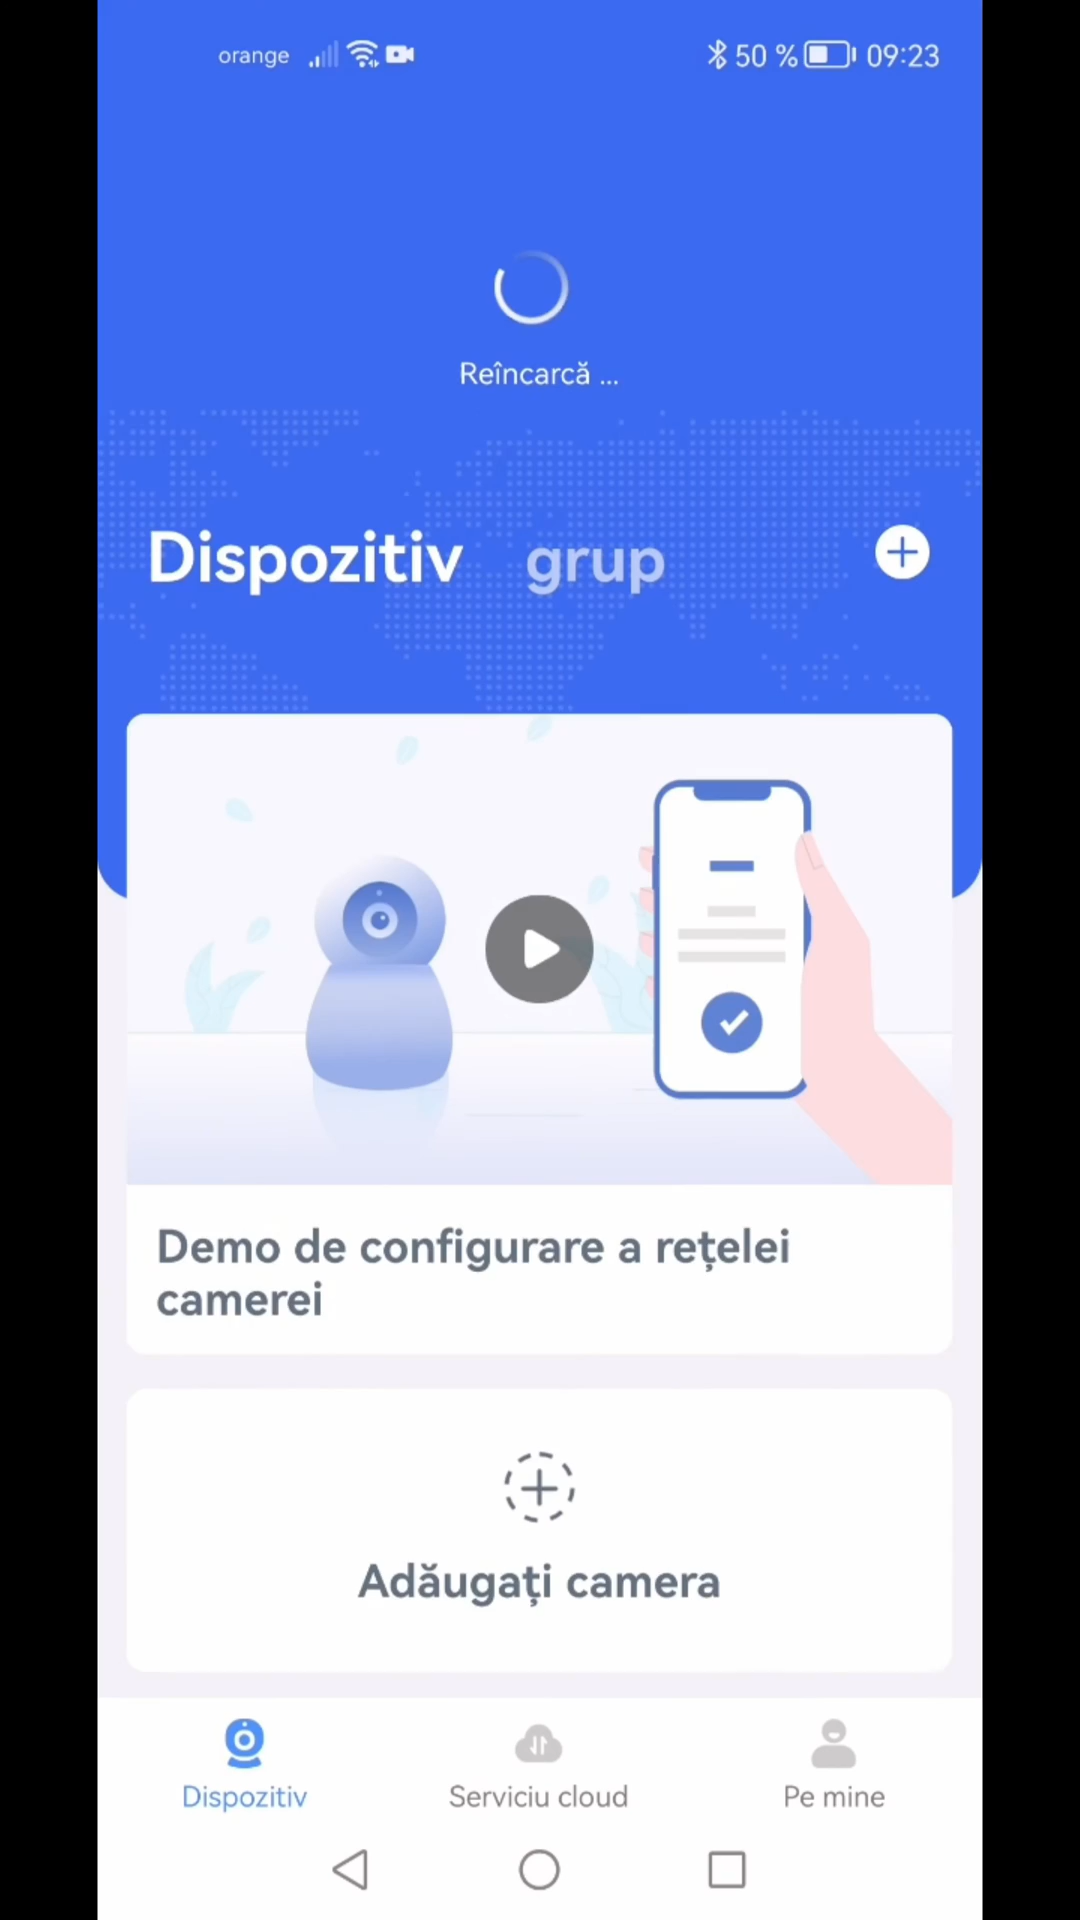 orange
50 % 09:23
Reîncarcă ...
Dispozitiv grup
Demo de configurare a rețelei
camerei
Adăugați camera
Dispozitiv Serviciu cloud Pe mine